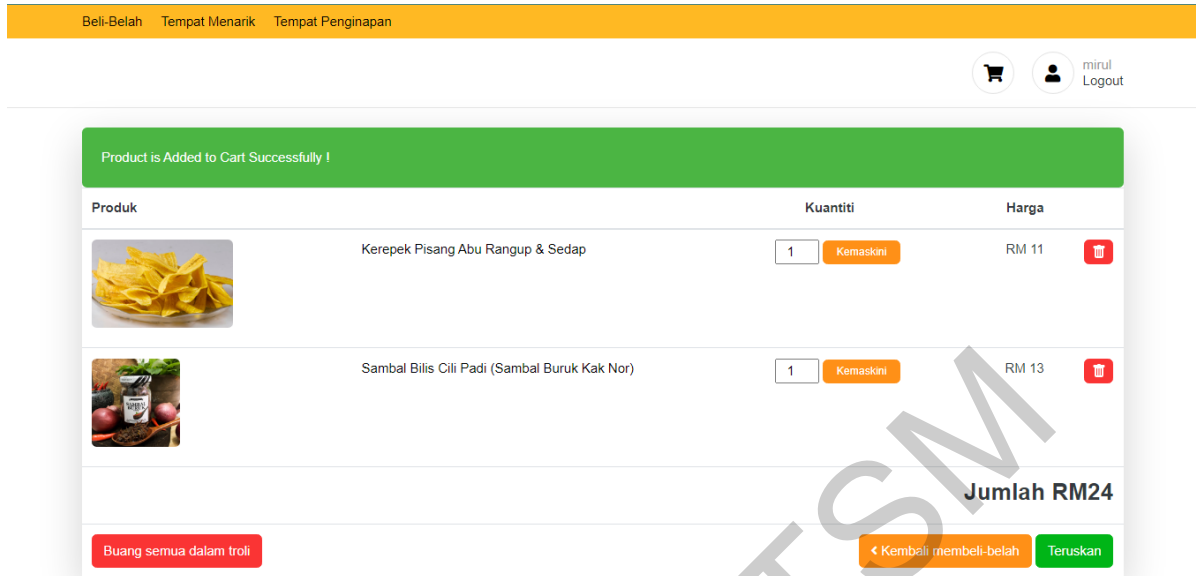 Beli-Belah Tempat Menarik Tempat Penginapan
mirul
Logout
Product is Added to Cart Successfully !
Produk Kuantiti Harga
Kerepek Pisang Abu Rangup & Sedap 1 Kemaskini RM 11
Sambal Bilis Cili Padi (Sambal Buruk Kak Nor) 1 Kemaskini RM 13
Jumlah RM24
Buang semua dalam troli Kembali membeli-belah Teruskan
TSM